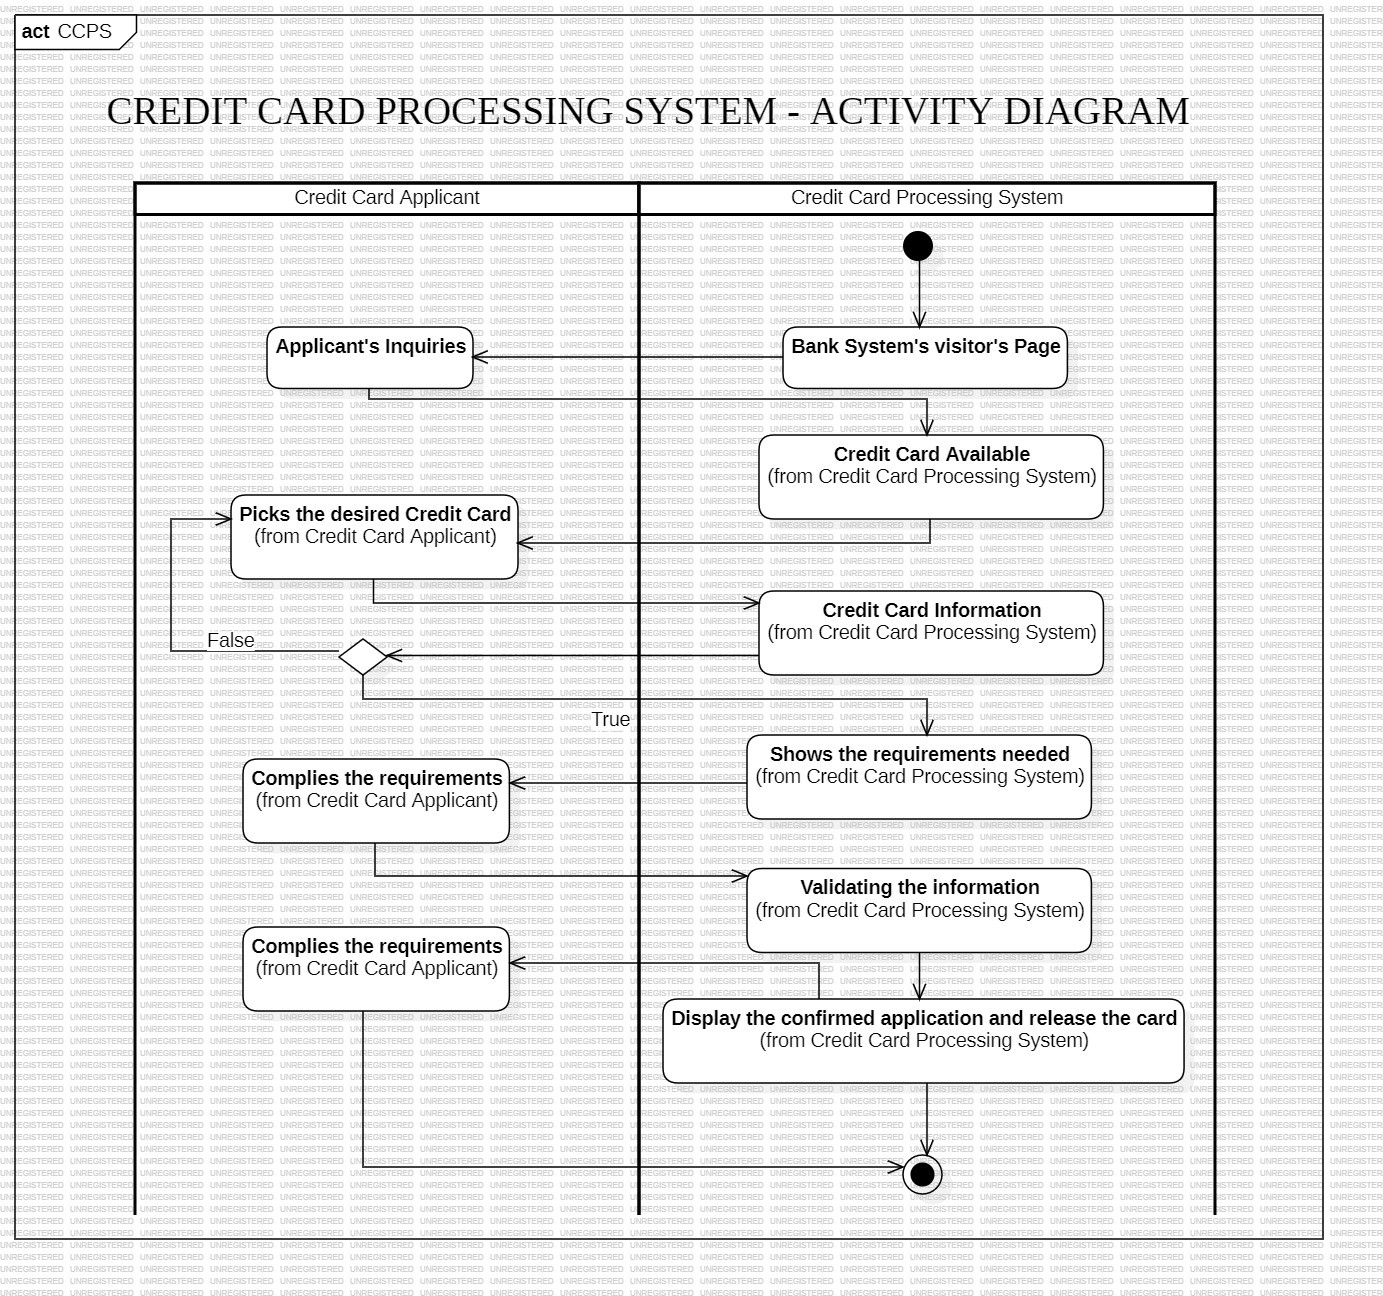 act CCPS
CREDIT CARD PROCESSING SYSTEM - ACTIVITY DIAGRAM
Credit Card Applicant
Credit Card Processing System
Applicant's Inquiries
Bank System's visitor's Page
Credit Card Available
(from Credit Card Processing System)
Picks the desired Credit Card
(from Credit Card Applicant)
Credit Card Information
(from Credit Card Processing System)
False
True
Shows the requirements needed
(from Credit Card Processing System)
Complies the requirements
(from Credit Card Applicant)
Validating the information
(from Credit Card Processing System)
Complies the requirements
(from Credit Card Applicant)
Display the confirmed application and release the card
(from Credit Card Processing System)
UNREGISTERED